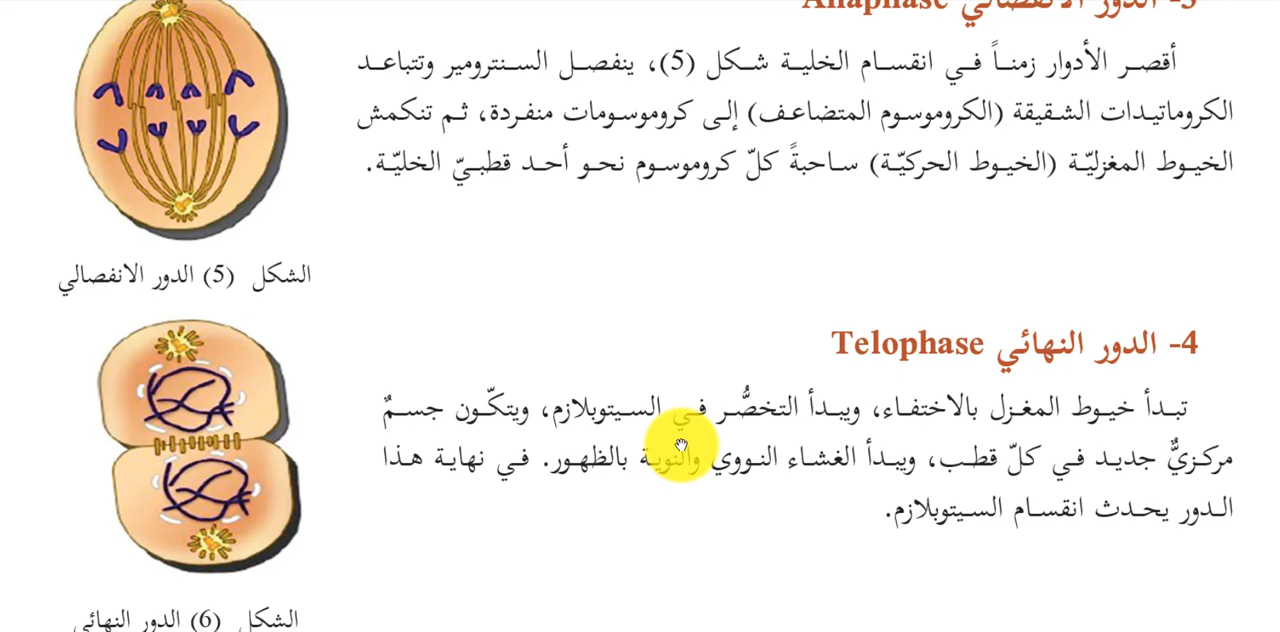 3- الدور الانفصالي Anaphase
أقصر الأدوار زمناً في انقسام الخلية شكل (5)، ينفصل السنترومير وتتباعد
الكروماتيدات الشقيقة (الكروموسوم المتضاعف) إلى كروموسومات منفردة، ثم تنكمش
الخيوط المغزليّة (الخيوط الحركيّة) ساحبةً كلّ كروموسوم نحو أحد قطبيّ الخليّة.
الشكل (5) الدور الانفصالي
4- الدور النهائي Telophase
تبدأ خيوط المغزل بالاختفاء، ويبدأ التخصُّر في السيتوبلازم، ويتكّون جسمٌ
مركزيٌّ جديد في كلّ قطب، ويبدأ الغشاء النووي والنوية بالظهور. في نهاية هذا
الدور يحدث انقسام السيتوبلازم.
الشكل (6) الدور النهائي